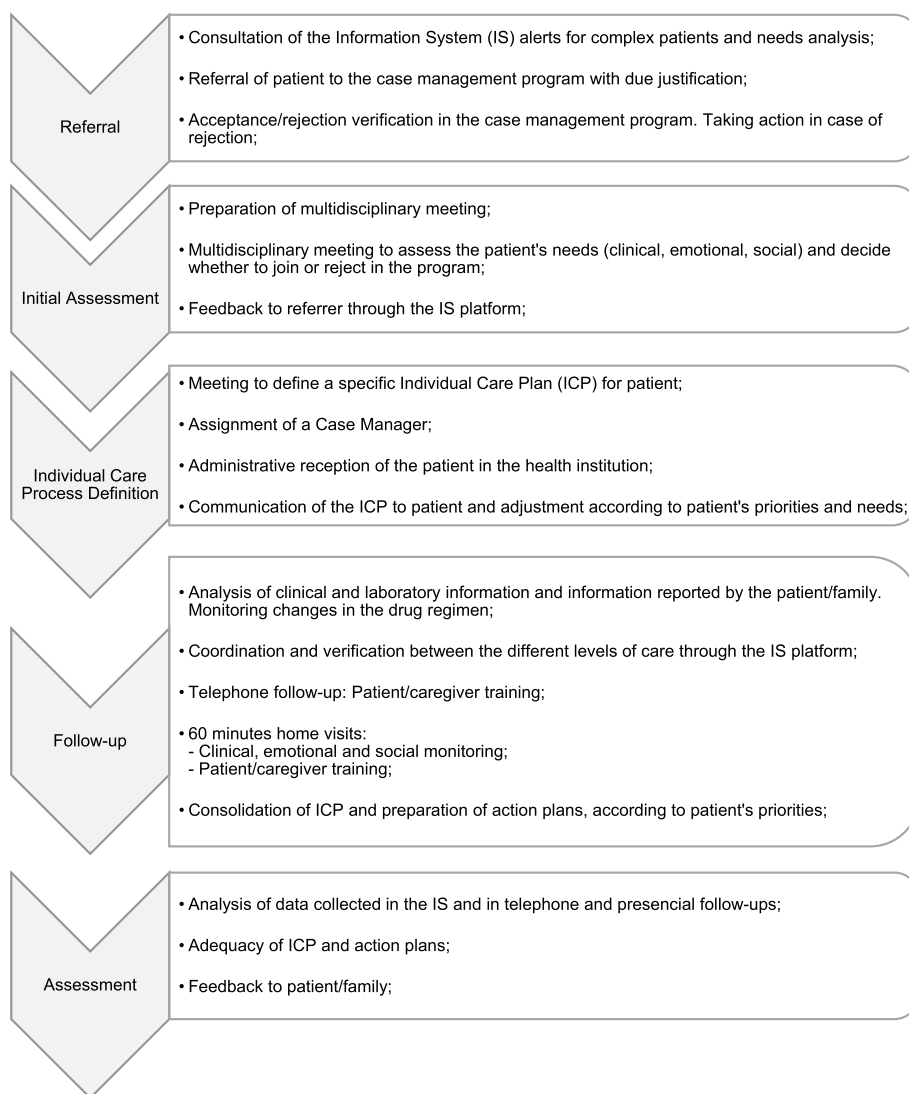 Referral
• Consultation of the Information System (IS) alerts for complex patients and needs analysis;
• Referral of patient to the case management program with due justification;
• Acceptance/rejection verification in the case management program. Taking action in case of
rejection;
Initial Assessment
• Preparation of multidisciplinary meeting;
• Multidisciplinary meeting to assess the patient's needs (clinical, emotional, social) and decide
whether to join or reject in the program;
• Feedback to referrer through the IS platform;
Individual Care
Process Definition
• Meeting to define a specific Individual Care Plan (ICP) for patient;
• Assignment of a Case Manager;
• Administrative reception of the patient in the health institution;
• Communication of the ICP to patient and adjustment according to patient's priorities and needs;
Follow-up
• Analysis of clinical and laboratory information and information reported by the patient/family.
Monitoring changes in the drug regimen;
• Coordination and verification between the different levels of care through the IS platform;
• Telephone follow-up: Patient/caregiver training;
• 60 minutes home visits:
- Clinical, emotional and social monitoring;
- Patient/caregiver training;
• Consolidation of ICP and preparation of action plans, according to patient's priorities;
Assessment
• Analysis of data collected in the IS and in telephone and presencial follow-ups;
• Adequacy of ICP and action plans;
• Feedback to patient/family;